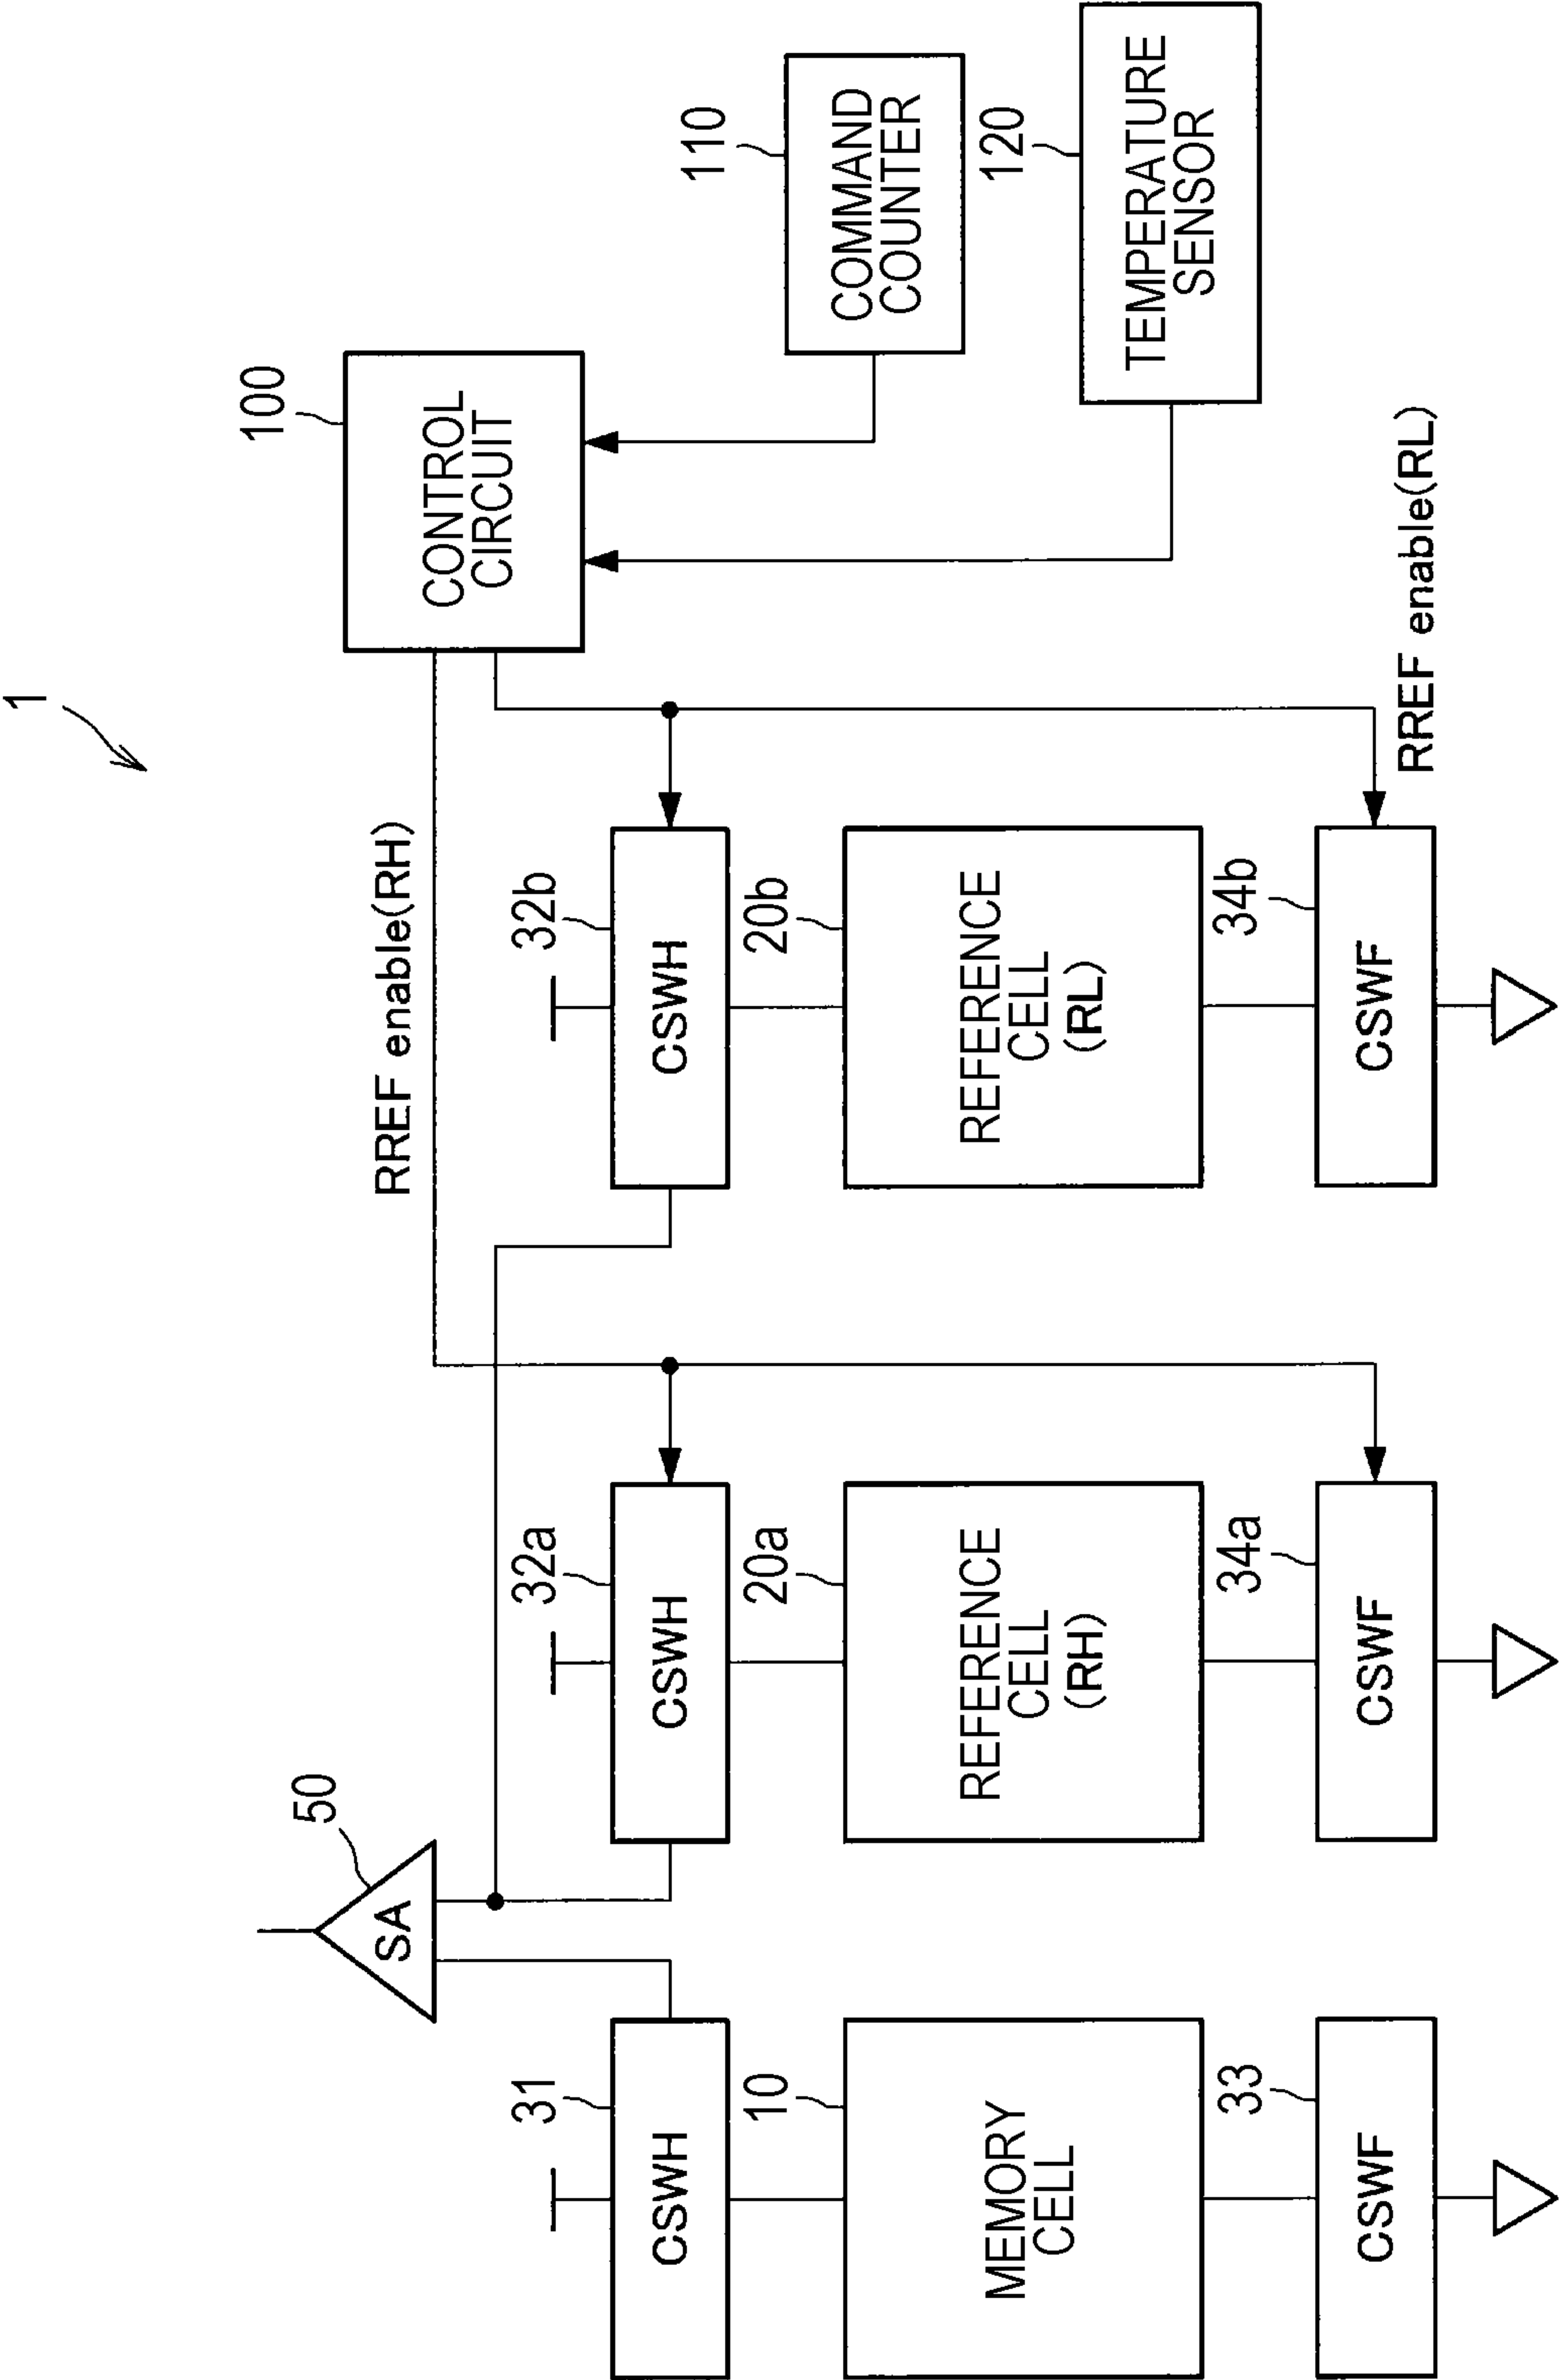 1
50
SA
RREF enable(RH)
100
CONTROL
CIRCUIT
31
CSWH
32a
CSWH
32b
CSWH
110
COMMAND
COUNTER
10
MEMORY
CELL
20a
REFERENCE
CELL
(RH)
20b
REFERENCE
CELL
(RL)
120
TEMPERATURE
SENSOR
33
CSWF
34a
CSWF
34b
CSWF
RREF enable(RL)